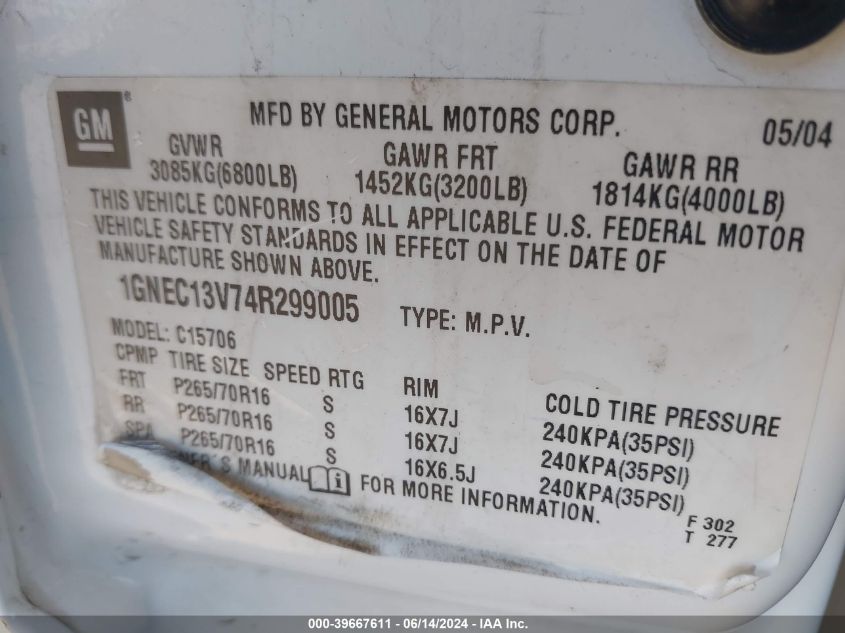 GM ®
MFD BY GENERAL MOTORS CORP. 05/04
GVWR GAWR FRT GAWR RR
3085KG(6800LB) 1452KG(3200LB) 1814KG(4000LB)
THIS VEHICLE CONFORMS TO ALL APPLICABLE U.S. FEDERAL MOTOR
VEHICLE SAFETY STANDARDS IN EFFECT ON THE DATE OF
MANUFACTURE SHOWN ABOVE.
1GNEC13V74R299005 TYPE: M.P.V.
MODEL: C15706
CPMP TIRE SIZE SPEED RTG RIM COLD TIRE PRESSURE
FRT P265/70R16 S 16X7J 240KPA(35PSI)
RR P265/70R16 S 16X7J 240KPA(35PSI)
SPA P265/70R16 S 16X6.5J 240KPA(35PSI)
NER'S MANUAL i FOR MORE INFORMATION.
F 302
T 277
000-39667611 - 06/14/2024 - IAA Inc.